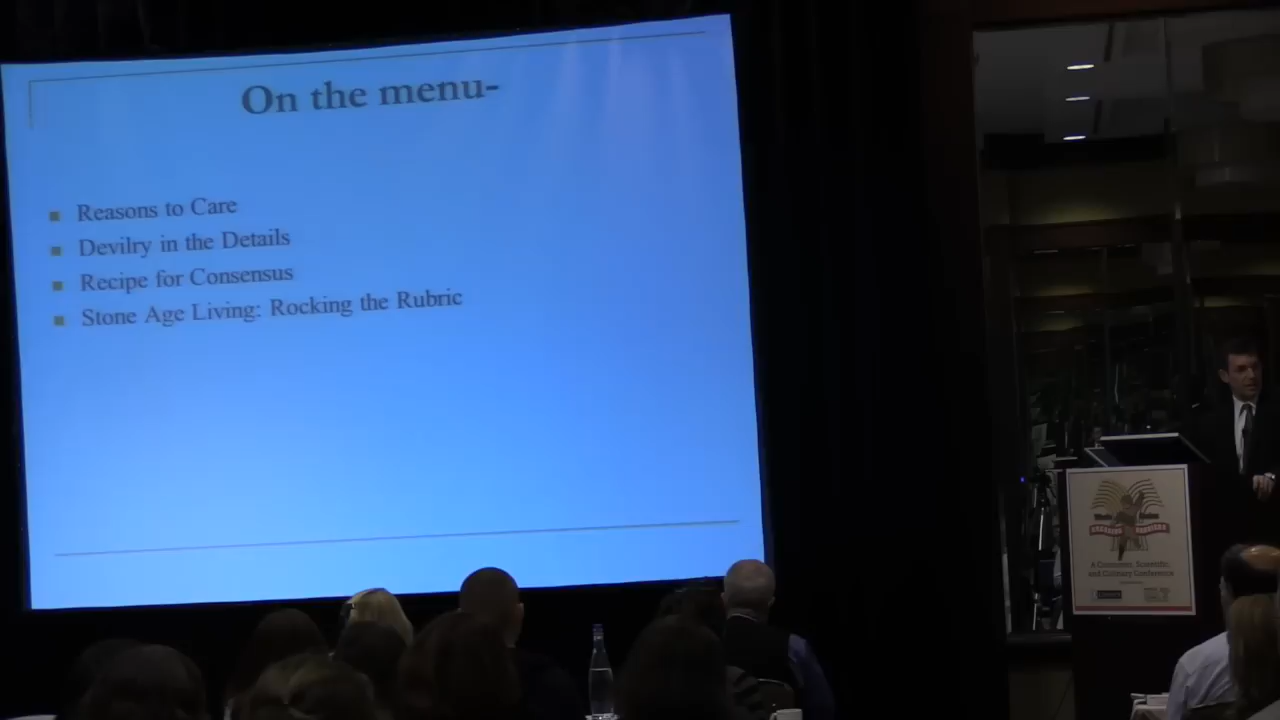 On the menu-
Reasons to Care
Devilry in the Details
Recipe for Consensus
Stone Age Living: Rocking the Rubric
A Consumer, Scientific,
and Culinary Conference